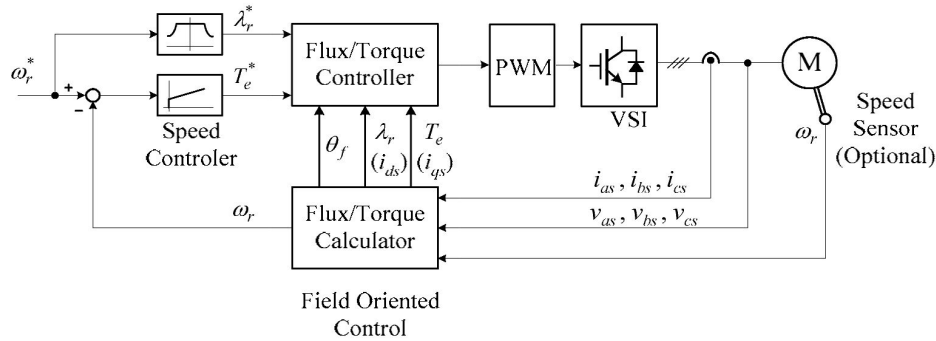 λ_r^*
ω_r^*
T_e^*
+
−
Speed
Controler
Flux/Torque
Controller
PWM
VSI
M
Speed
Sensor
(Optional)
ω_r
θ_f
λ_r
(i_ds)
T_e
(i_qs)
i_as , i_bs , i_cs
v_as , v_bs , v_cs
ω_r
Flux/Torque
Calculator
Field Oriented
Control